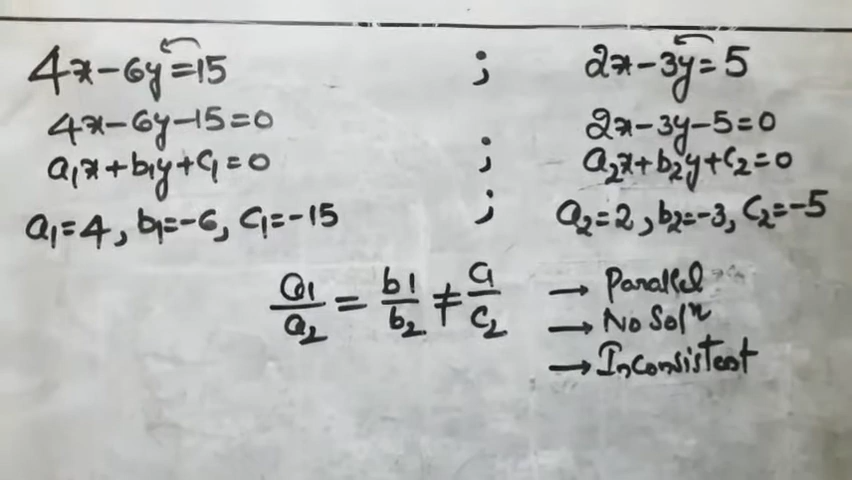 4x-6y=15 ; 2x-3y=5
4x-6y-15=0 2x-3y-5=0
a₁x+b₁y+c₁=0 ; a₂x+b₂y+c₂=0
a₁=4, b₁=-6, c₁=-15 ; a₂=2, b₂=-3, c₂=-5
a₁/a₂ = b₁/b₂ ≠ c₁/c₂ → Parallel
→ No Solⁿ
→ Inconsistent